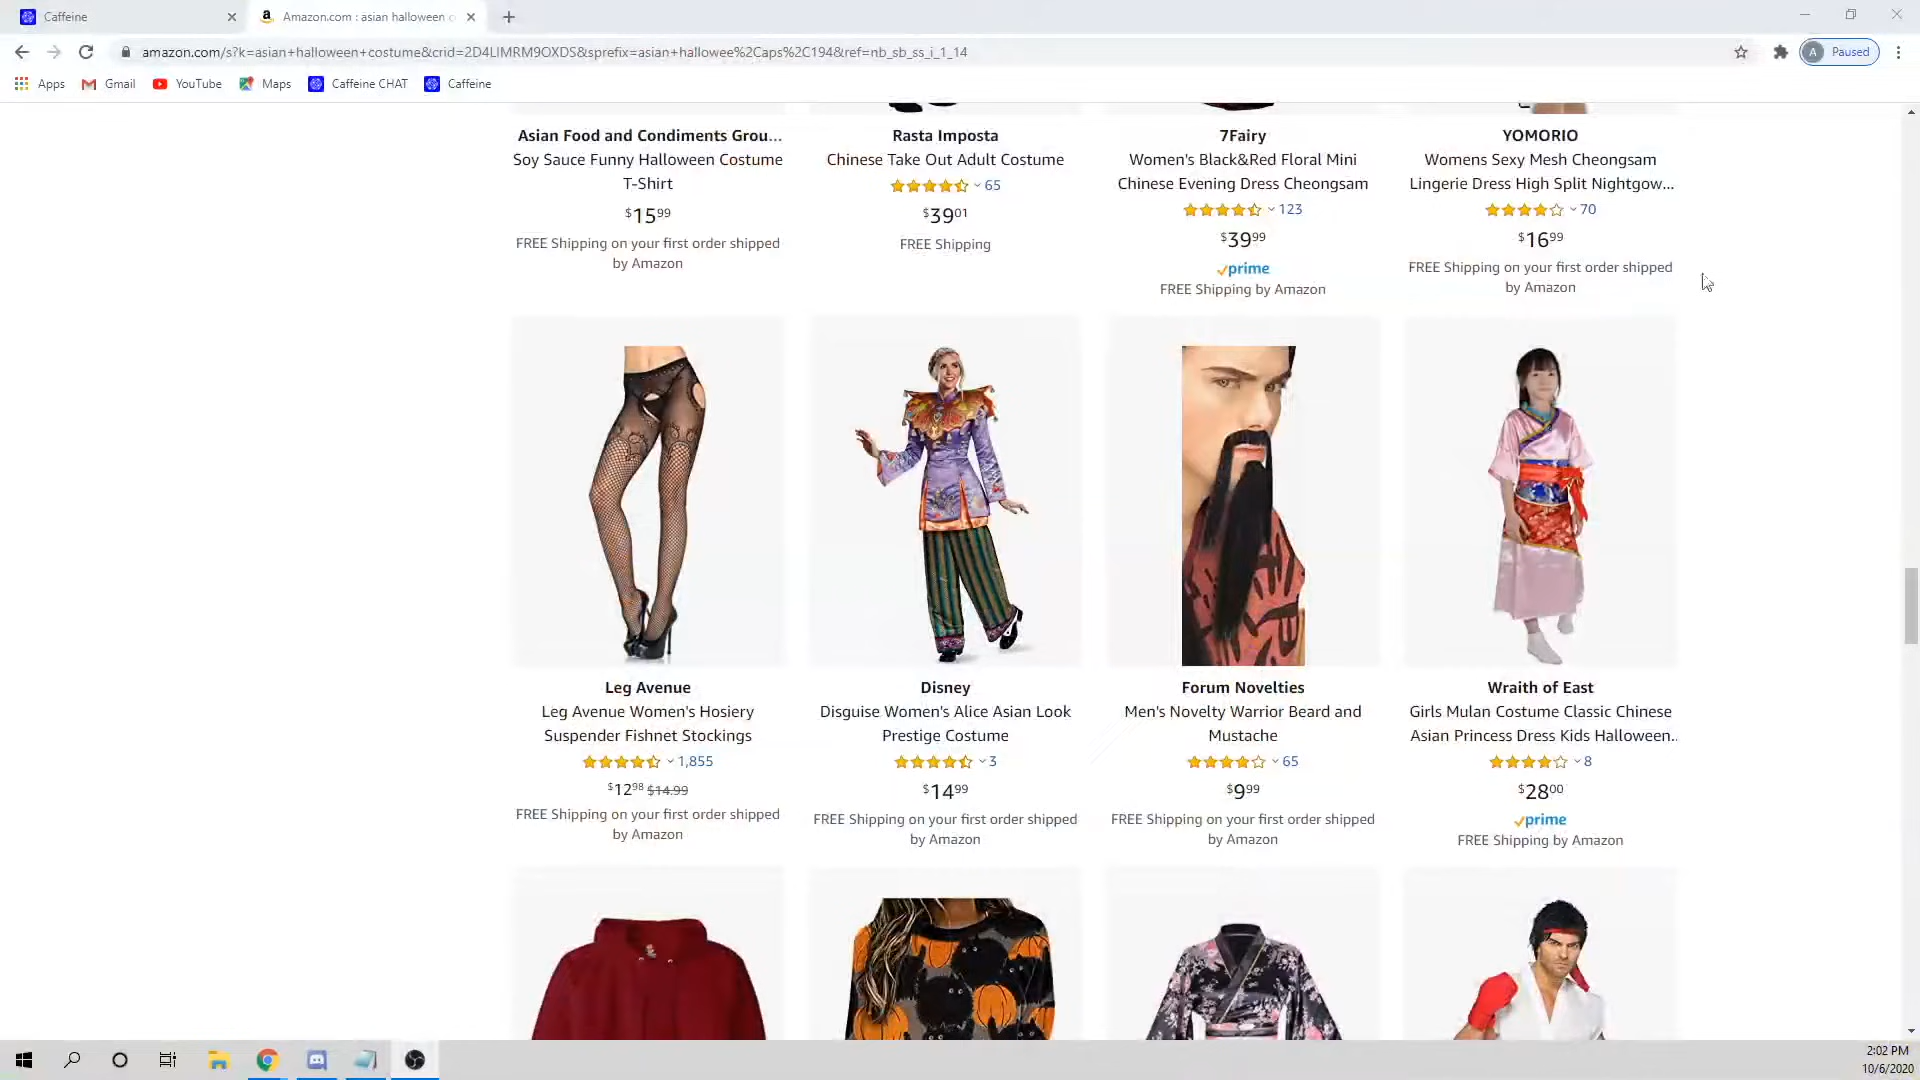 Caffeine
Amazon.com : asian halloween c
amazon.com/s?k=asian+halloween+costume&crid=2D4LIMRM9OXDS&sprefix=asian+hallowee%2Caps%2C194&ref=nb_sb_ss_i_1_14
A Paused
Apps Gmail YouTube Maps Caffeine CHAT Caffeine
Asian Food and Condiments Grou...
Soy Sauce Funny Halloween Costume
T-Shirt
$15.99
FREE Shipping on your first order shipped
by Amazon
Rasta Imposta
Chinese Take Out Adult Costume
65
$39.01
FREE Shipping
7Fairy
Women's Black&Red Floral Mini
Chinese Evening Dress Cheongsam
123
$39.99
prime
FREE Shipping by Amazon
YOMORIO
Womens Sexy Mesh Cheongsam
Lingerie Dress High Split Nightgow...
70
$16.99
FREE Shipping on your first order shipped
by Amazon
Leg Avenue
Leg Avenue Women's Hosiery
Suspender Fishnet Stockings
1,855
$12.98 $14.99
FREE Shipping on your first order shipped
by Amazon
Disney
Disguise Women's Alice Asian Look
Prestige Costume
3
$14.99
FREE Shipping on your first order shipped
by Amazon
Forum Novelties
Men's Novelty Warrior Beard and
Mustache
65
$9.99
FREE Shipping on your first order shipped
by Amazon
Wraith of East
Girls Mulan Costume Classic Chinese
Asian Princess Dress Kids Halloween..
8
$28.00
prime
FREE Shipping by Amazon
2:02 PM
10/6/2020